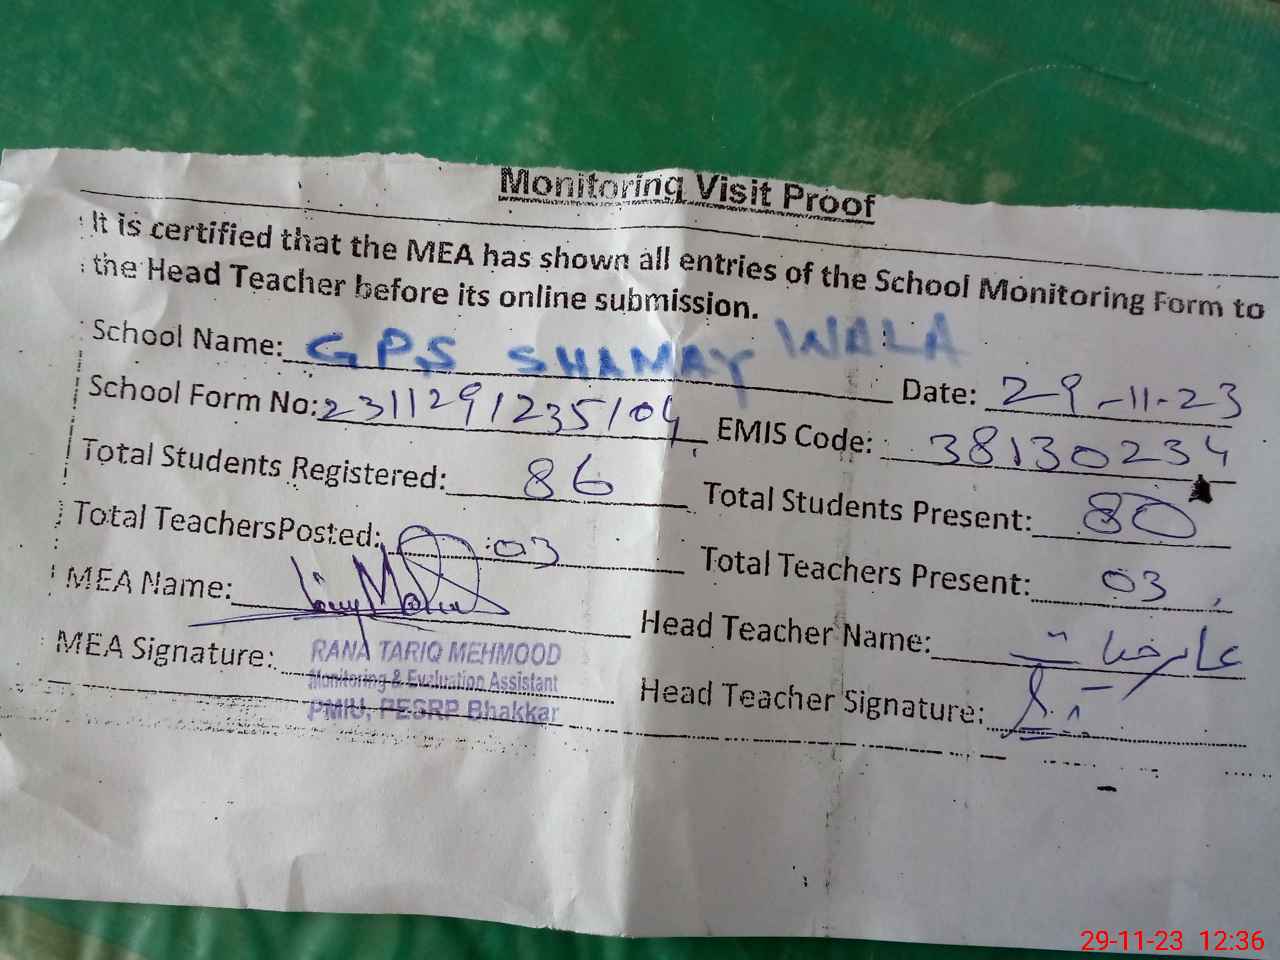 Monitoring Visit Proof
It is certified that the MEA has shown all entries of the School Monitoring Form to
the Head Teacher before its online submission.
School Name: GPS SHAMAY WALA Date: 29-11-23
School Form No: 2311291235104 EMIS Code: 38130234
Total Students Registered: 86 Total Students Present: 80
Total TeachersPosted: 03 Total Teachers Present: 03
MEA Name: Head Teacher Name:
MEA Signature: RANA TARIQ MEHMOOD Head Teacher Signature:
Monitoring & Evaluation Assistant
PMIU, PESRP Bhakkar
29-11-23 12:36